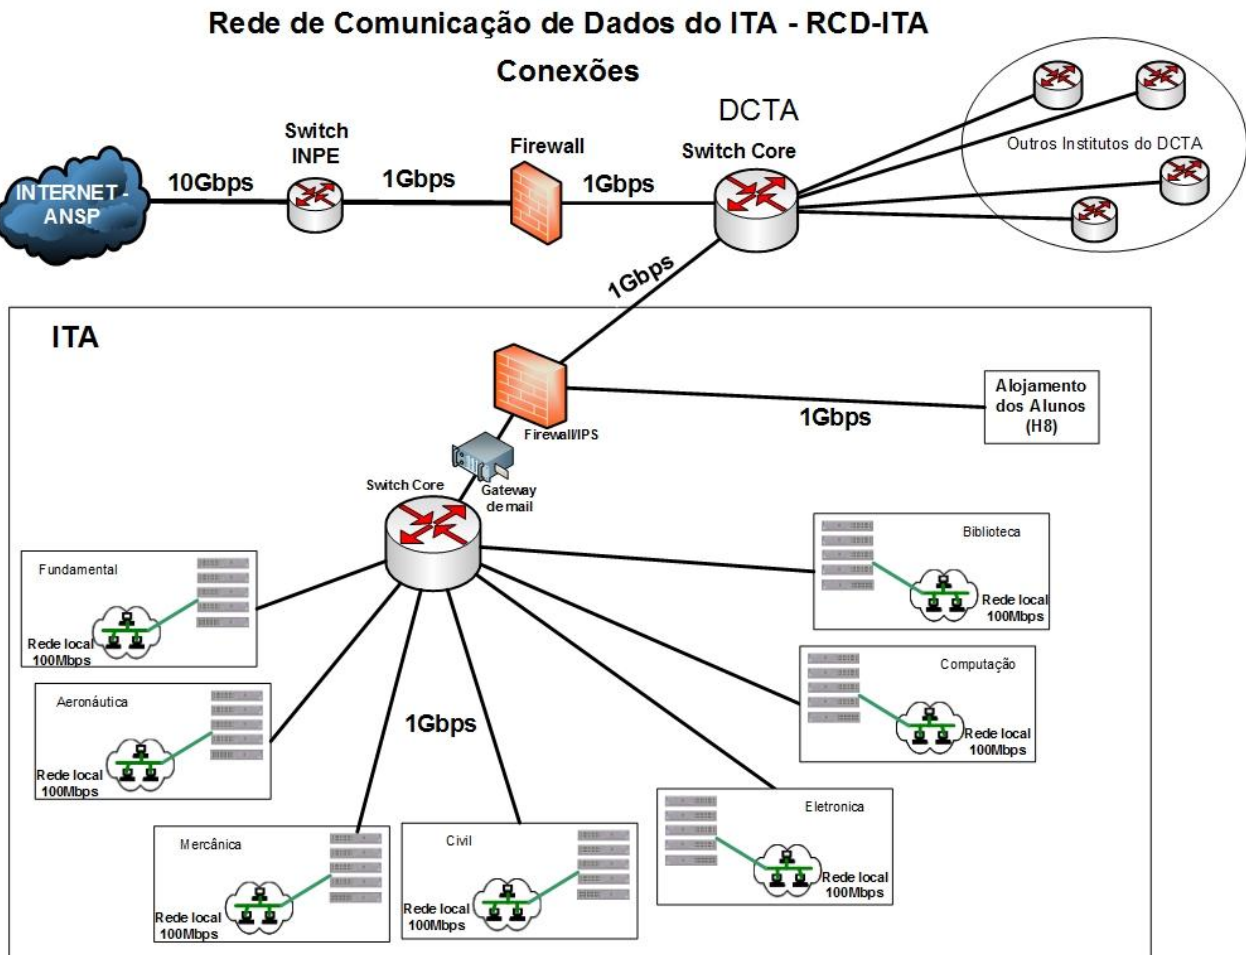 Rede de Comunicação de Dados do ITA - RCD-ITA
Conexões
DCTA
Switch
INPE
Firewall
Switch Core
Outros Institutos do DCTA
INTERNET -
ANSP
10Gbps
1Gbps
1Gbps
1Gbps
ITA
Firewall/IPS
1Gbps
Alojamento
dos Alunos
(H8)
Switch Core
Gateway
de mail
Fundamental
Rede local
100Mbps
Biblioteca
Rede local
100Mbps
Aeronáutica
Rede local
100Mbps
1Gbps
Computação
Rede local
100Mbps
Mercânica
Rede local
100Mbps
Civil
Rede local
100Mbps
Eletronica
Rede local
100Mbps